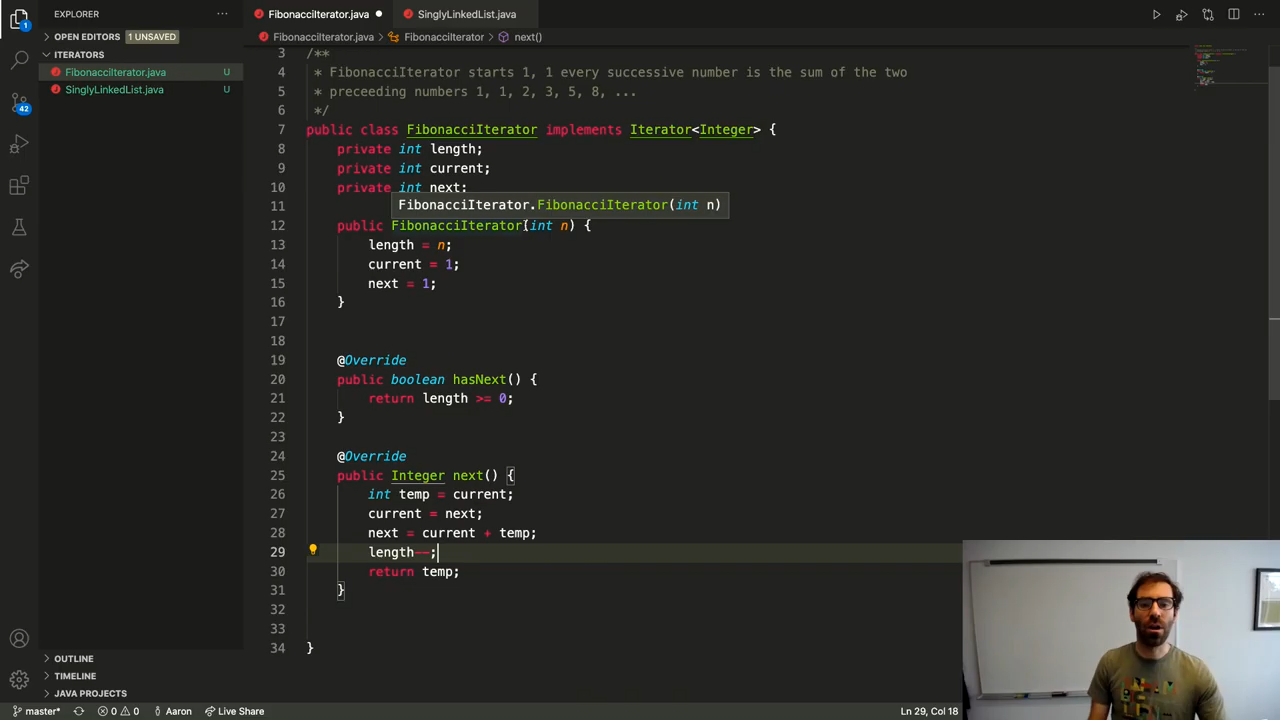 EXPLORER
...
FibonacciIterator.java
SinglyLinkedList.java
...
OPEN EDITORS 1 UNSAVED
FibonacciIterator.java > FibonacciIterator > next()
ITERATORS
FibonacciIterator.java U
SinglyLinkedList.java U
1
42
3 /**
4 * FibonacciIterator starts 1, 1 every successive number is the sum of the two
5 * preceeding numbers 1, 1, 2, 3, 5, 8, ...
6 */
7 public class FibonacciIterator implements Iterator<Integer> {
8 private int length;
9 private int current;
10 private int next;
FibonacciIterator.FibonacciIterator(int n)
11
12 public FibonacciIterator(int n) {
13 length = n;
14 current = 1;
15 next = 1;
16 }
17
18
19 @Override
20 public boolean hasNext() {
21 return length >= 0;
22 }
23
24 @Override
25 public Integer next() {
26 int temp = current;
27 current = next;
28 next = current + temp;
29 length--;
30 return temp;
31 }
32
33
34 }
OUTLINE
TIMELINE
JAVA PROJECTS
master* 0 0 Aaron Live Share
Ln 29, Col 18